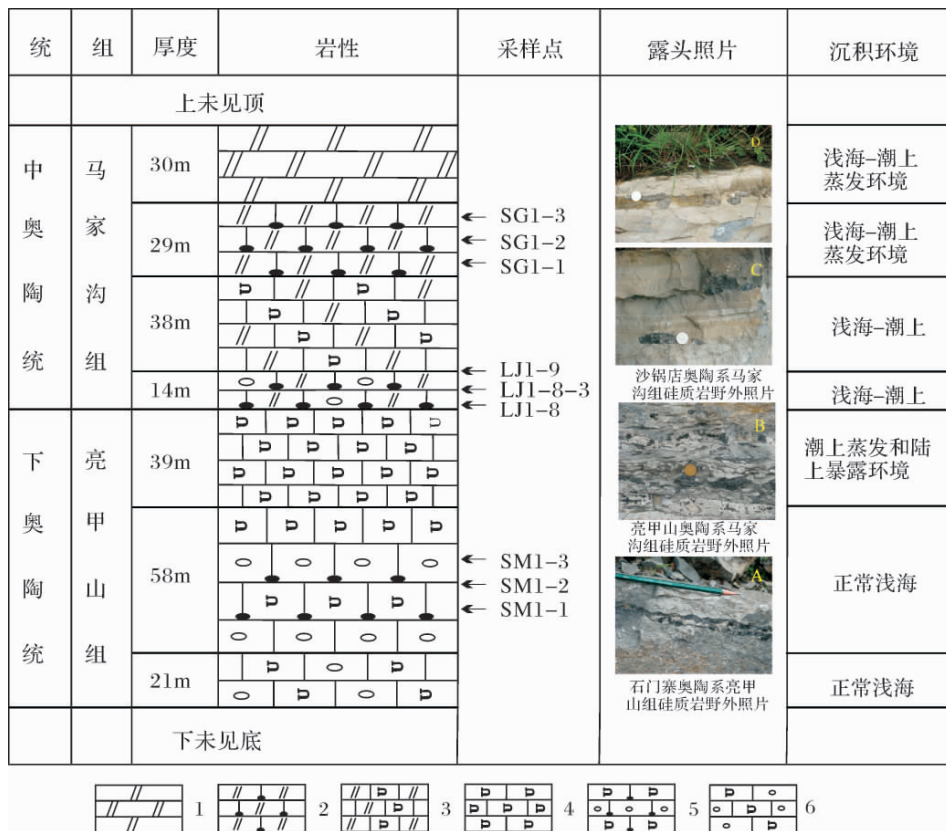 统 组 厚度 岩性 采样点 露头照片 沉积环境
上未见顶
中奥陶统
马家沟组
30m
浅海-潮上
蒸发环境
29m
SG1-3
SG1-2
SG1-1
浅海-潮上
蒸发环境
38m
浅海-潮上
14m
LJ1-9
LJ1-8-3
LJ1-8
浅海-潮上
D
C
沙锅店奥陶系马家
沟组硅质岩野外照片
下奥陶统
亮甲山组
39m
潮上蒸发和陆
上暴露环境
B
亮甲山奥陶系马家
沟组硅质岩野外照片
58m
SM1-3
SM1-2
SM1-1
正常浅海
A
石门寨奥陶系亮甲
山组硅质岩野外照片
21m
正常浅海
下未见底
1 2 3 4 5 6